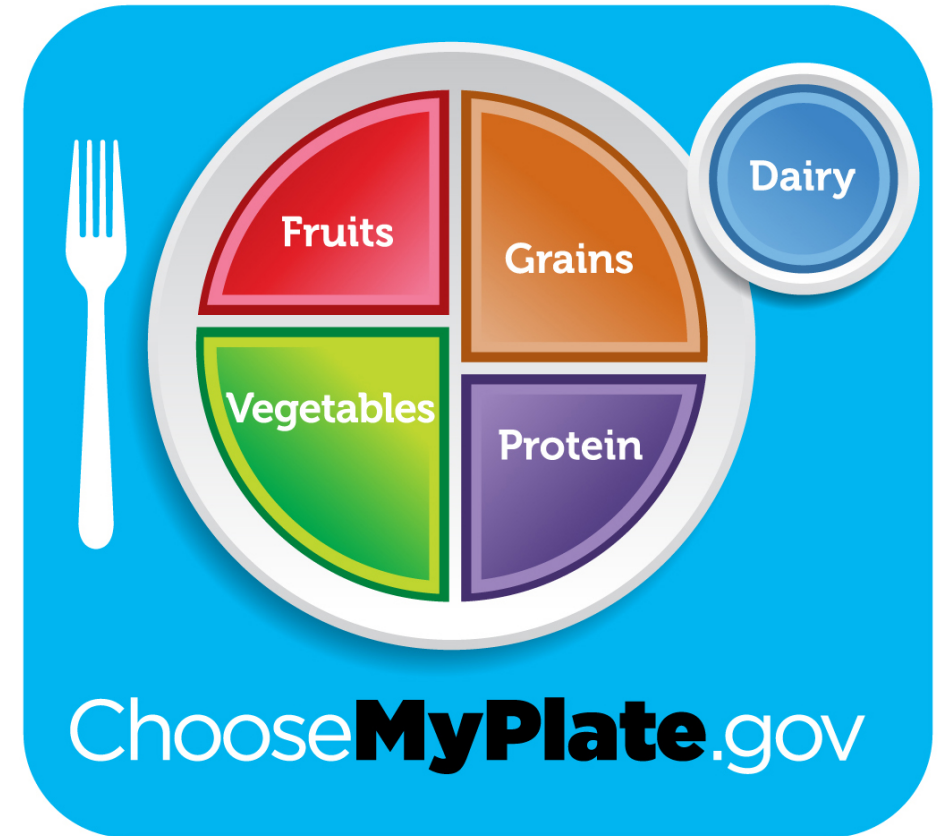 Dairy
Fruits
Grains
Vegetables
Protein
ChooseMyPlate.gov